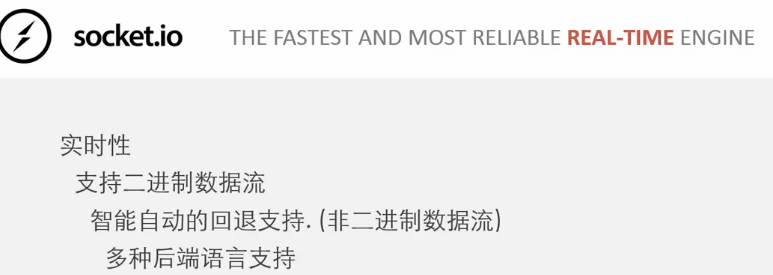 socket.io THE FASTEST AND MOST RELIABLE REAL-TIME ENGINE
实时性
支持二进制数据流
智能自动的回退支持. (非二进制数据流)
多种后端语言支持